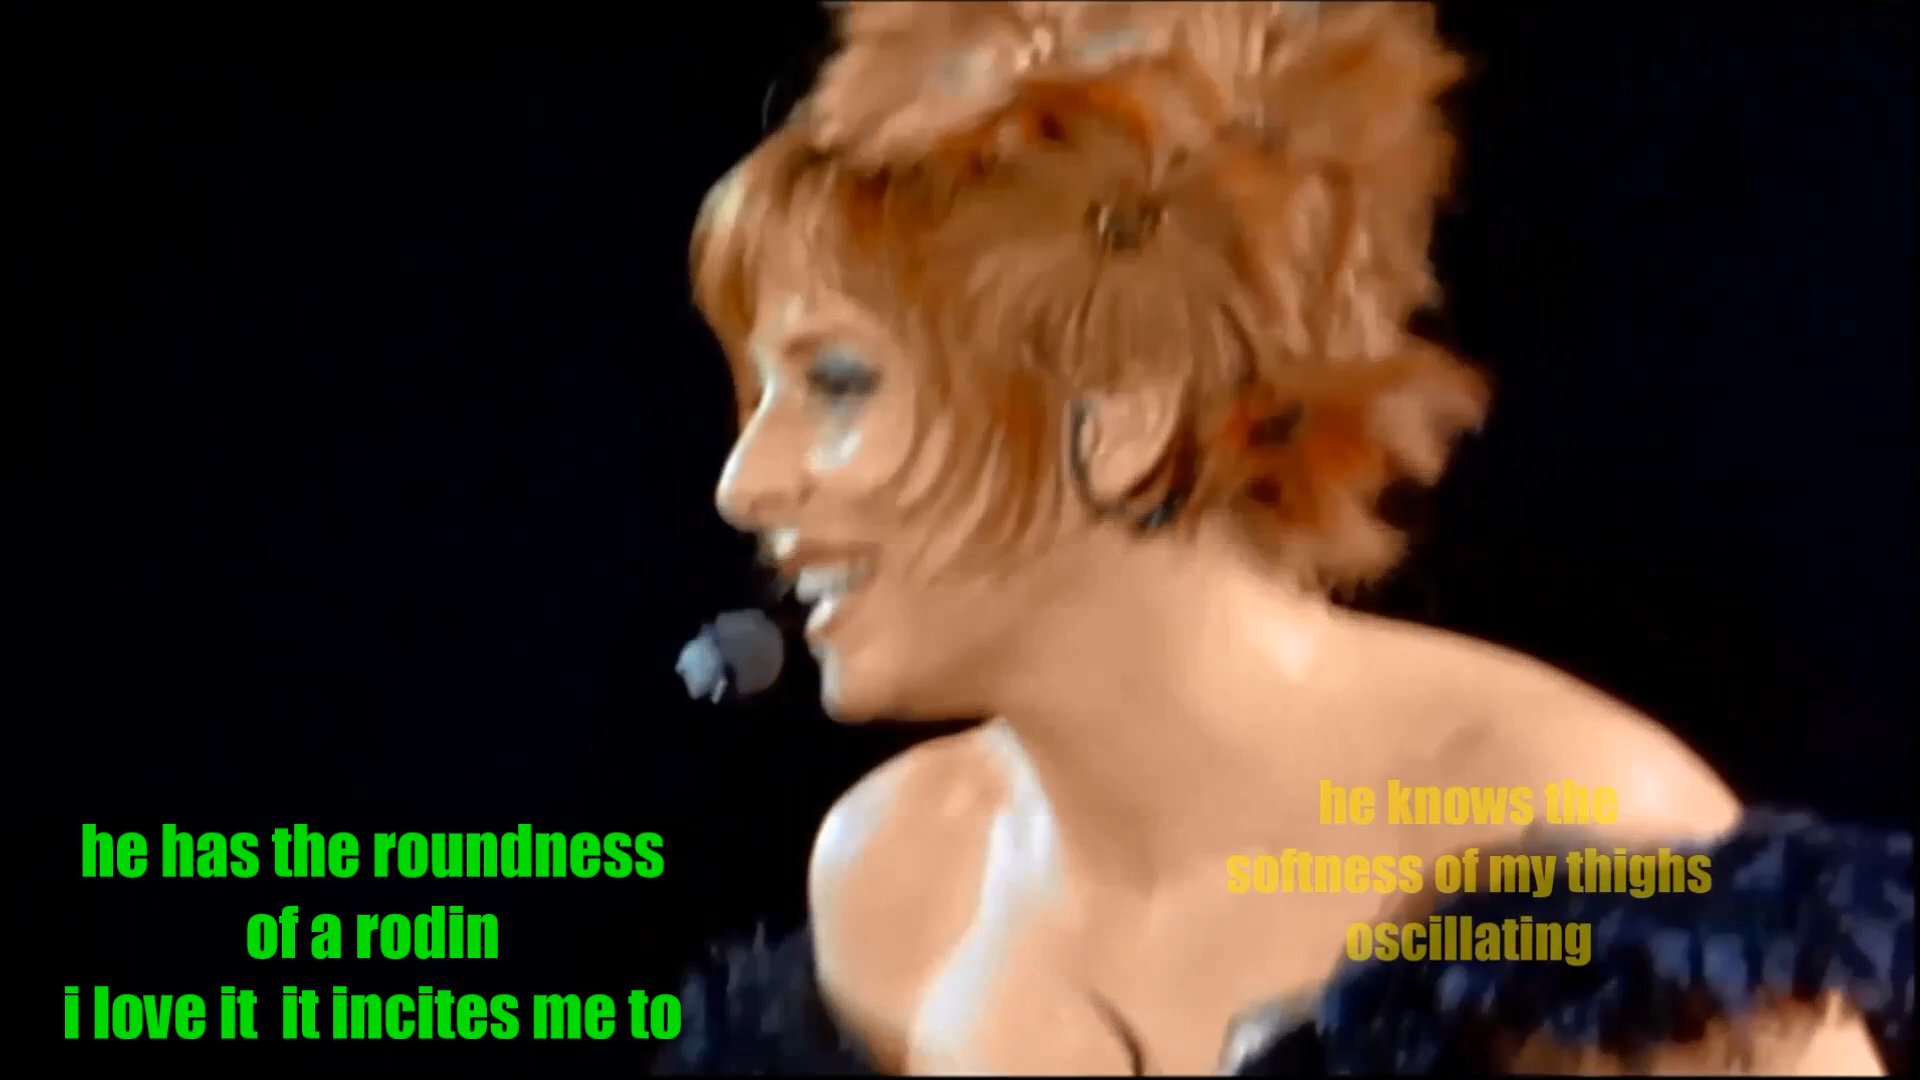 he has the roundness
of a rodin
i love it  it incites me to
he knows the
softness of my thighs
oscillating